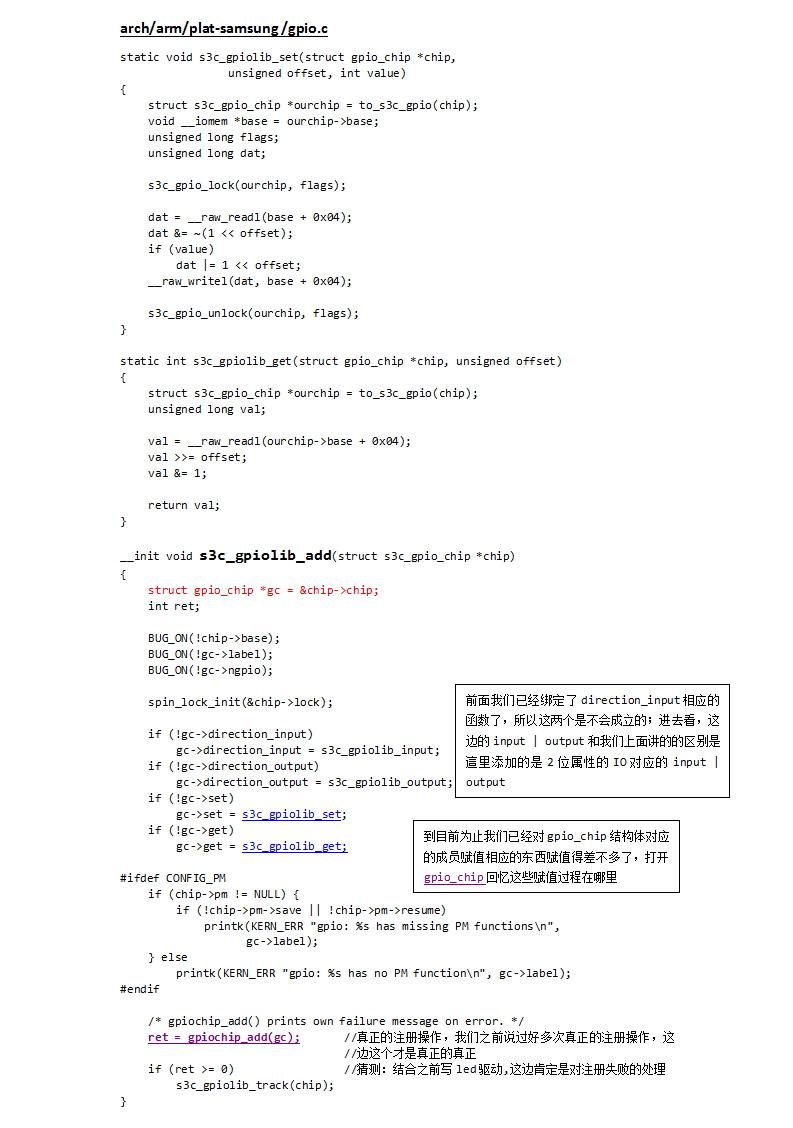 arch/arm/plat-samsung/gpio.c
static void s3c_gpiolib_set(struct gpio_chip *chip,
unsigned offset, int value)
{
struct s3c_gpio_chip *ourchip = to_s3c_gpio(chip);
void __iomem *base = ourchip->base;
unsigned long flags;
unsigned long dat;
s3c_gpio_lock(ourchip, flags);
dat = __raw_readl(base + 0x04);
dat &= ~(1 << offset);
if (value)
dat |= 1 << offset;
__raw_writel(dat, base + 0x04);
s3c_gpio_unlock(ourchip, flags);
}
static int s3c_gpiolib_get(struct gpio_chip *chip, unsigned offset)
{
struct s3c_gpio_chip *ourchip = to_s3c_gpio(chip);
unsigned long val;
val = __raw_readl(ourchip->base + 0x04);
val >>= offset;
val &= 1;
return val;
}
__init void s3c_gpiolib_add(struct s3c_gpio_chip *chip)
{
struct gpio_chip *gc = &chip->chip;
int ret;
BUG_ON(!chip->base);
BUG_ON(!gc->label);
BUG_ON(!gc->ngpio);
spin_lock_init(&chip->lock);
if (!gc->direction_input)
gc->direction_input = s3c_gpiolib_input;
if (!gc->direction_output)
gc->direction_output = s3c_gpiolib_output;
if (!gc->set)
gc->set = s3c_gpiolib_set;
if (!gc->get)
gc->get = s3c_gpiolib_get;
前面我们已经绑定了 direction_input 相应的
函数了，所以这两个是不会成立的；进去看，这
边的 input | output 和我们上面讲的的区别是
這里添加的是 2 位属性的 IO 对应的 input |
output
到目前为止我们已经对 gpio_chip 结构体对应
的成员赋值相应的东西赋值得差不多了，打开
gpio_chip 回忆这些赋值过程在哪里
#ifdef CONFIG_PM
if (chip->pm != NULL) {
if (!chip->pm->save || !chip->pm->resume)
printk(KERN_ERR "gpio: %s has missing PM functions\n",
gc->label);
} else
printk(KERN_ERR "gpio: %s has no PM function\n", gc->label);
#endif
/* gpiochip_add() prints own failure message on error. */
ret = gpiochip_add(gc); //真正的注册操作，我们之前说过好多次真正的注册操作，这
//边这个才是真正的真正
if (ret >= 0) //猜测：结合之前写 led 驱动,这边肯定是对注册失败的处理
s3c_gpiolib_track(chip);
}